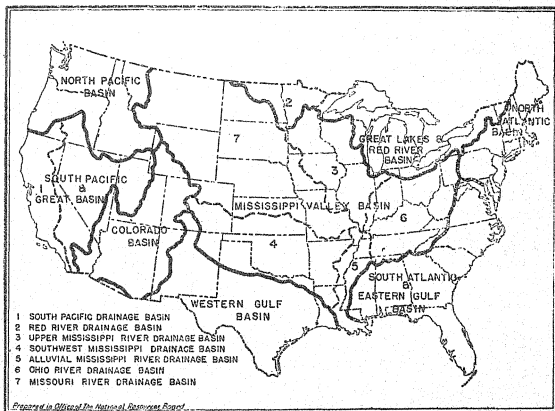 NORTH PACIFIC
BASIN
2
NORTH
ATLANTIC
BASIN
7
GREAT LAKES &
RED RIVER
BASIN
3
1
SOUTH PACIFIC
&
GREAT BASIN
MISSISSIPPI VALLEY BASIN
6
COLORADO
BASIN
4
5
SOUTH ATLANTIC
&
EASTERN GULF
BASIN
WESTERN GULF
BASIN
1 SOUTH PACIFIC DRAINAGE BASIN
2 RED RIVER DRAINAGE BASIN
3 UPPER MISSISSIPPI RIVER DRAINAGE BASIN
4 SOUTHWEST MISSISSIPPI DRAINAGE BASIN
5 ALLUVIAL MISSISSIPPI RIVER DRAINAGE BASIN
6 OHIO RIVER DRAINAGE BASIN
7 MISSOURI RIVER DRAINAGE BASIN
Prepared in Office of The National Resources Board